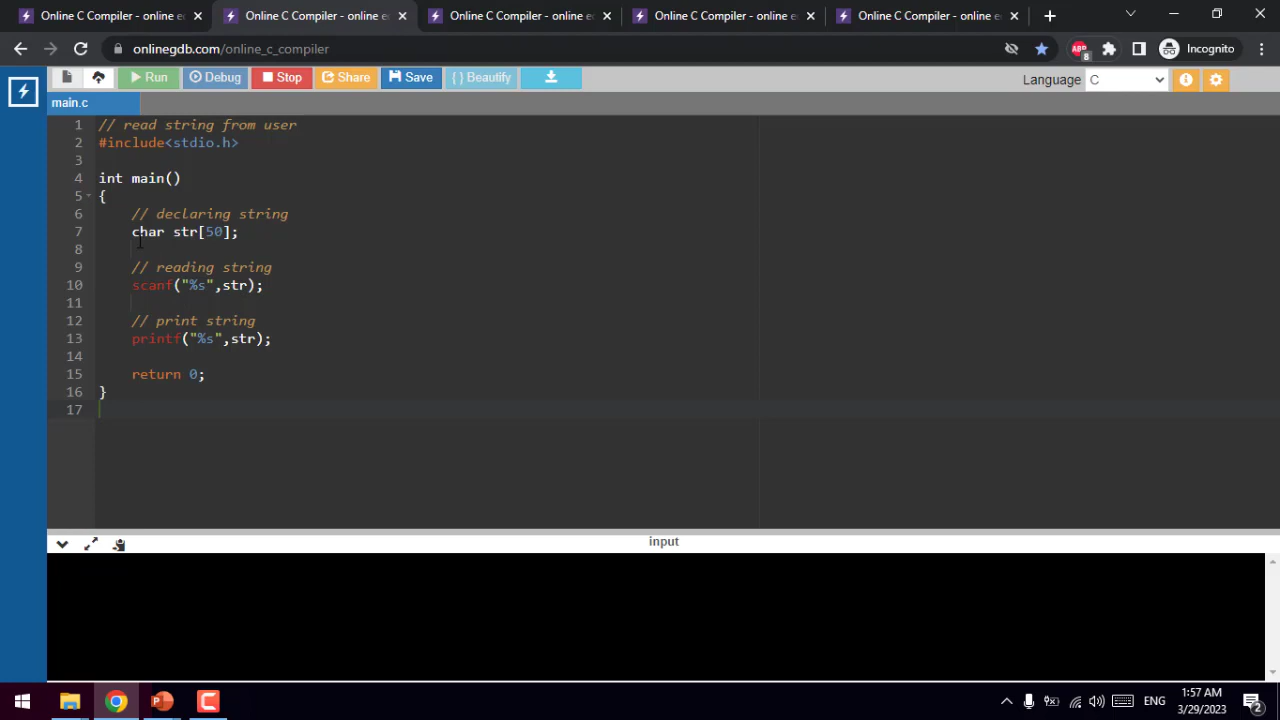 Online C Compiler - online e
Online C Compiler - online e
Online C Compiler - online e
Online C Compiler - online e
Online C Compiler - online e
onlinegdb.com/online_c_compiler
8
Incognito
Run
Debug
Stop
Share
Save
{ } Beautify
Language
C
main.c
1 // read string from user
2 #include<stdio.h>
3
4 int main()
5 {
6 // declaring string
7 char str[50];
8
9 // reading string
10 scanf("%s",str);
11
12 // print string
13 printf("%s",str);
14
15 return 0;
16 }
17
input
P
C
ENG
1:57 AM
3/29/2023
2